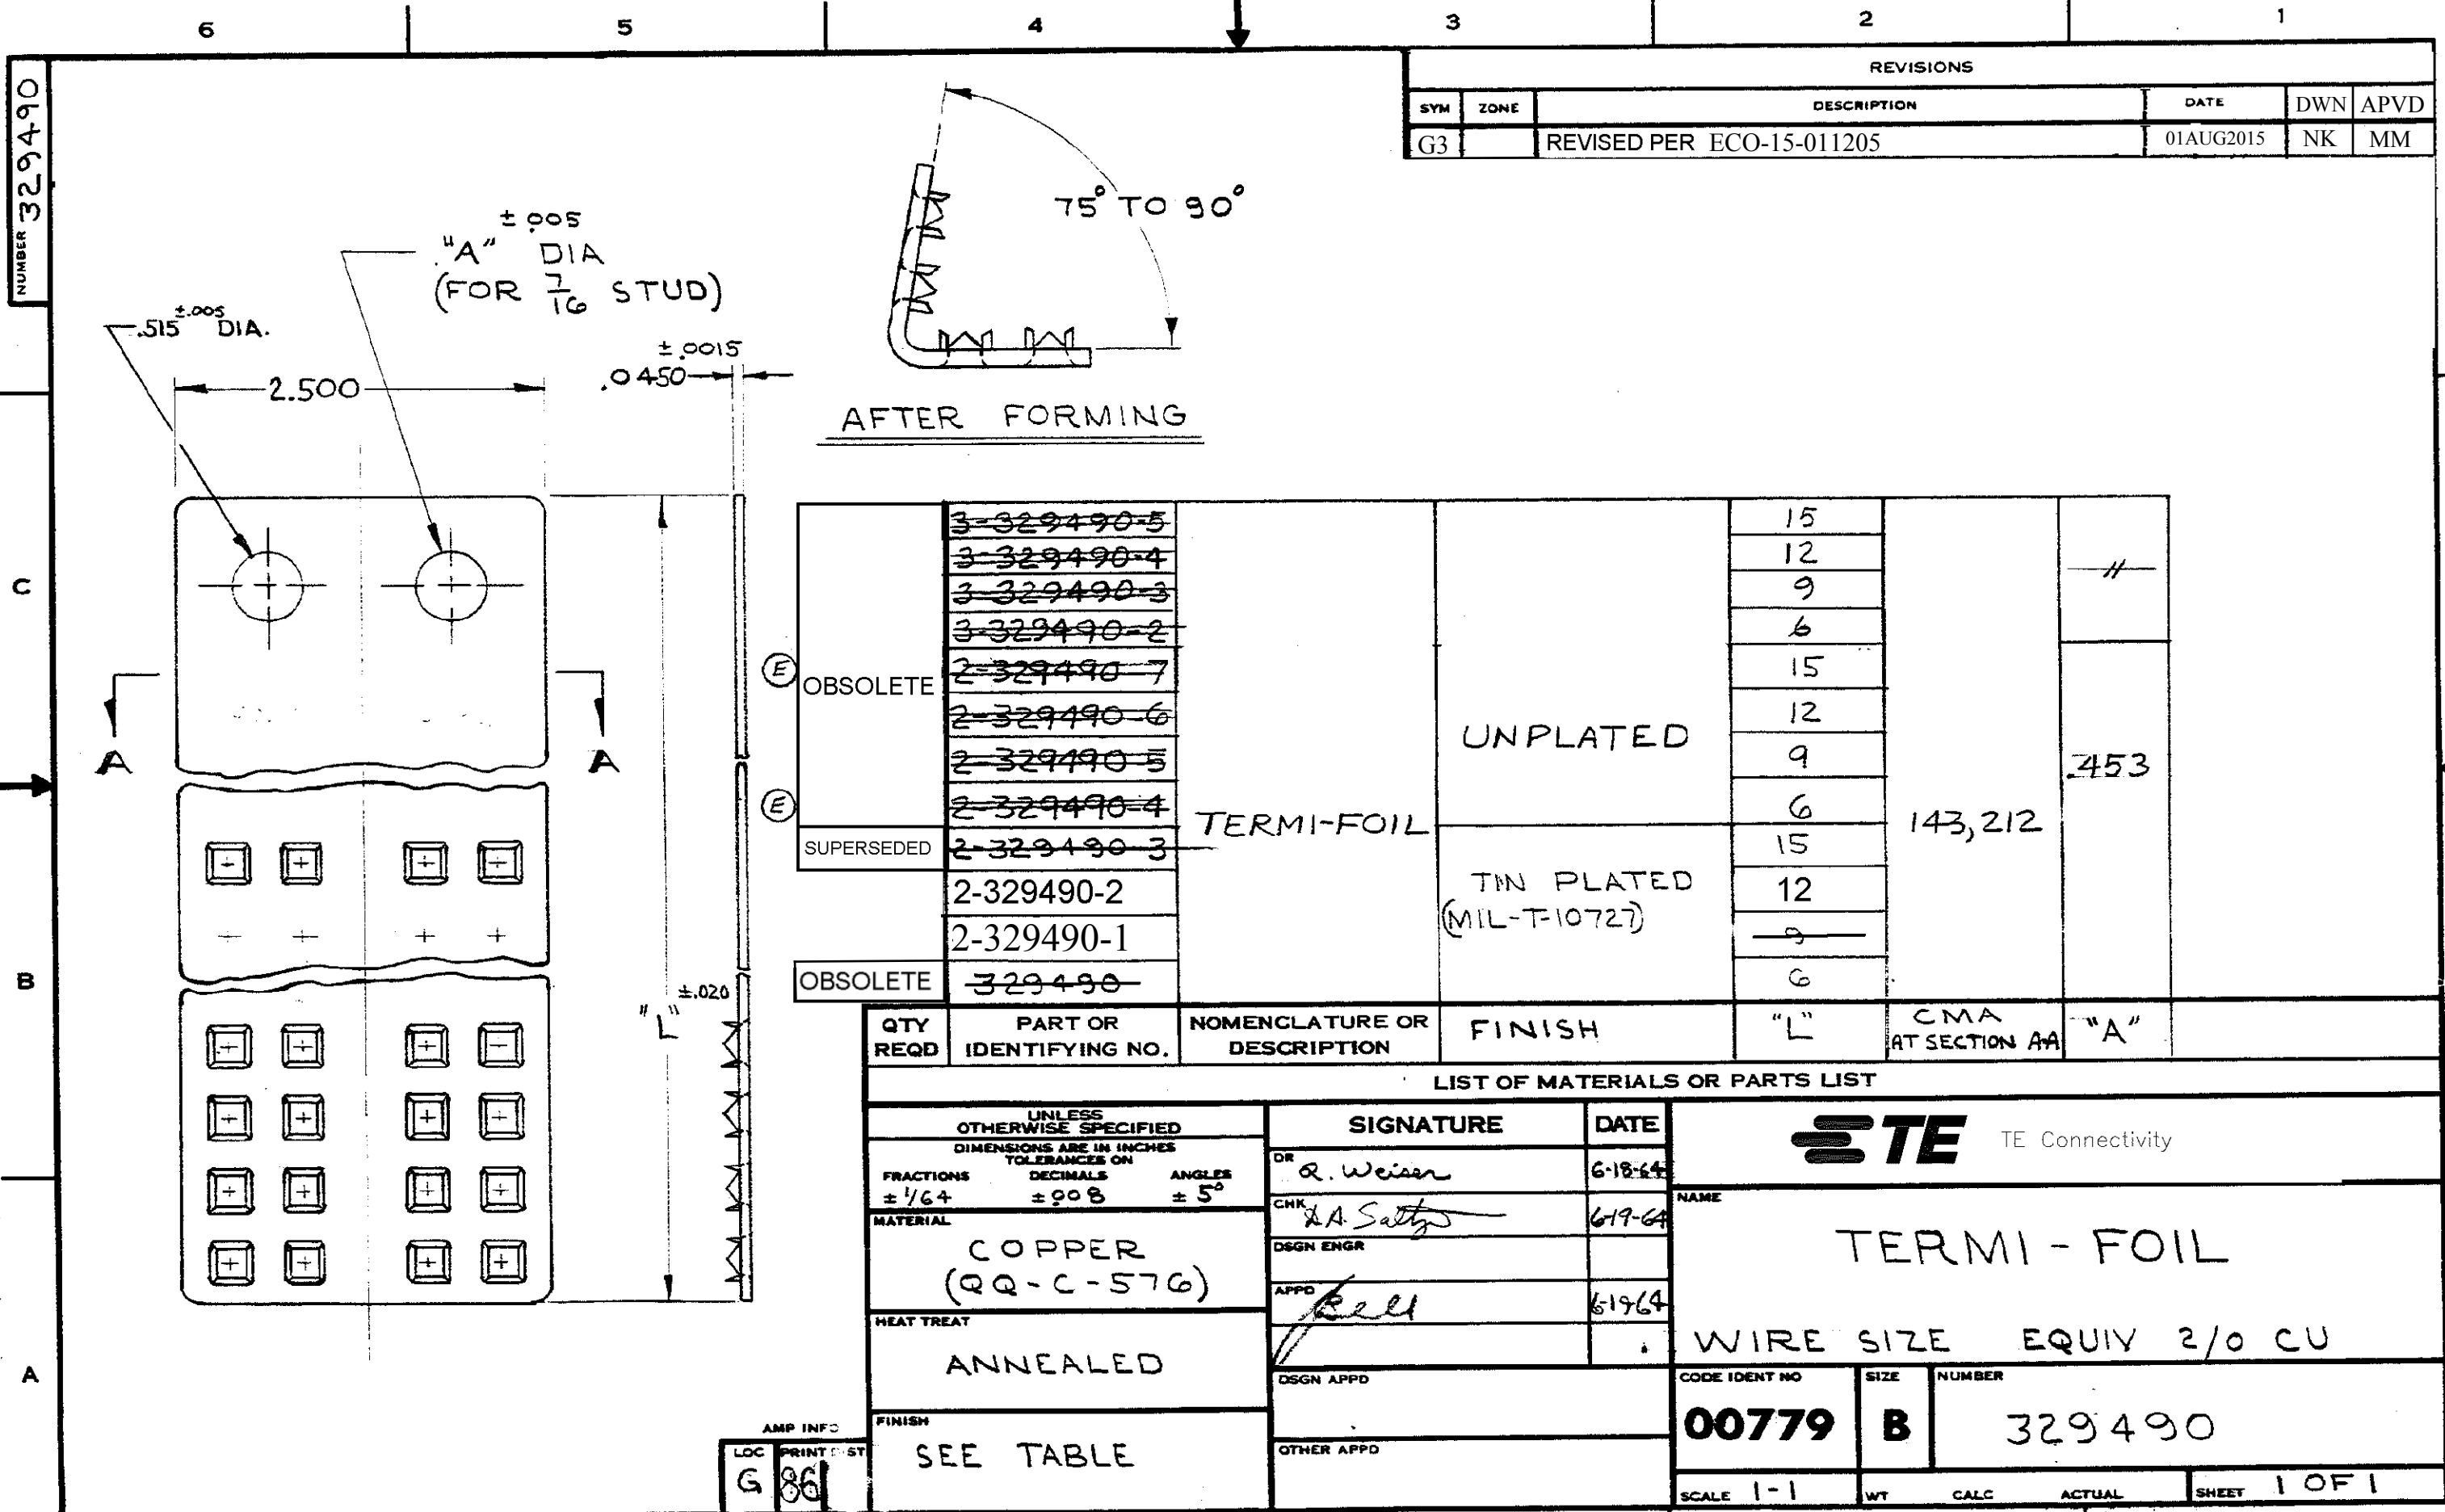 6 5 4 3 2 1
NUMBER 329490
REVISIONS
SYM ZONE DESCRIPTION DATE DWN APVD
G3 REVISED PER ECO-15-011205 01AUG2015 NK MM
75° TO 90°
±.005
"A" DIA
(FOR 7/16 STUD)
.515 ±.005 DIA.
±.0015
.0450
2.500
AFTER FORMING
C
B
A
A A
"L" ±.020
E
E
OBSOLETE
3-329490-5 15
3-329490-4 12
3-329490-3 9
3-329490-2 6
2-329490-7 15
2-329490-6 12
2-329490-5 9
2-329490-4 6
SUPERSEDED 2-329490-3 15
2-329490-2 12
2-329490-1 9
OBSOLETE 329490 6
TERMI-FOIL
UNPLATED
TIN PLATED
(MIL-T-10727)
143,212
.453
QTY REQD
PART OR IDENTIFYING NO.
NOMENCLATURE OR DESCRIPTION
FINISH
"L"
CMA AT SECTION AA
"A"
LIST OF MATERIALS OR PARTS LIST
UNLESS
OTHERWISE SPECIFIED
DIMENSIONS ARE IN INCHES
TOLERANCES ON
FRACTIONS DECIMALS ANGLES
±1/64 ±.008 ±5°
MATERIAL
COPPER
(QQ-C-576)
HEAT TREAT
ANNEALED
FINISH
SEE TABLE
AMP INFO
LOC PRINT DIST
G 86
SIGNATURE DATE
DR R. Weiser 6-18-64
CHK 6-19-64
DSGN ENGR
APPD Bell 6-19-64
DSGN APPD
OTHER APPD
TE TE Connectivity
NAME
TERMI-FOIL
WIRE SIZE EQUIV 2/0 CU
CODE IDENT NO SIZE NUMBER
00779 B 329490
SCALE 1-1 WT CALC ACTUAL SHEET 1 OF 1